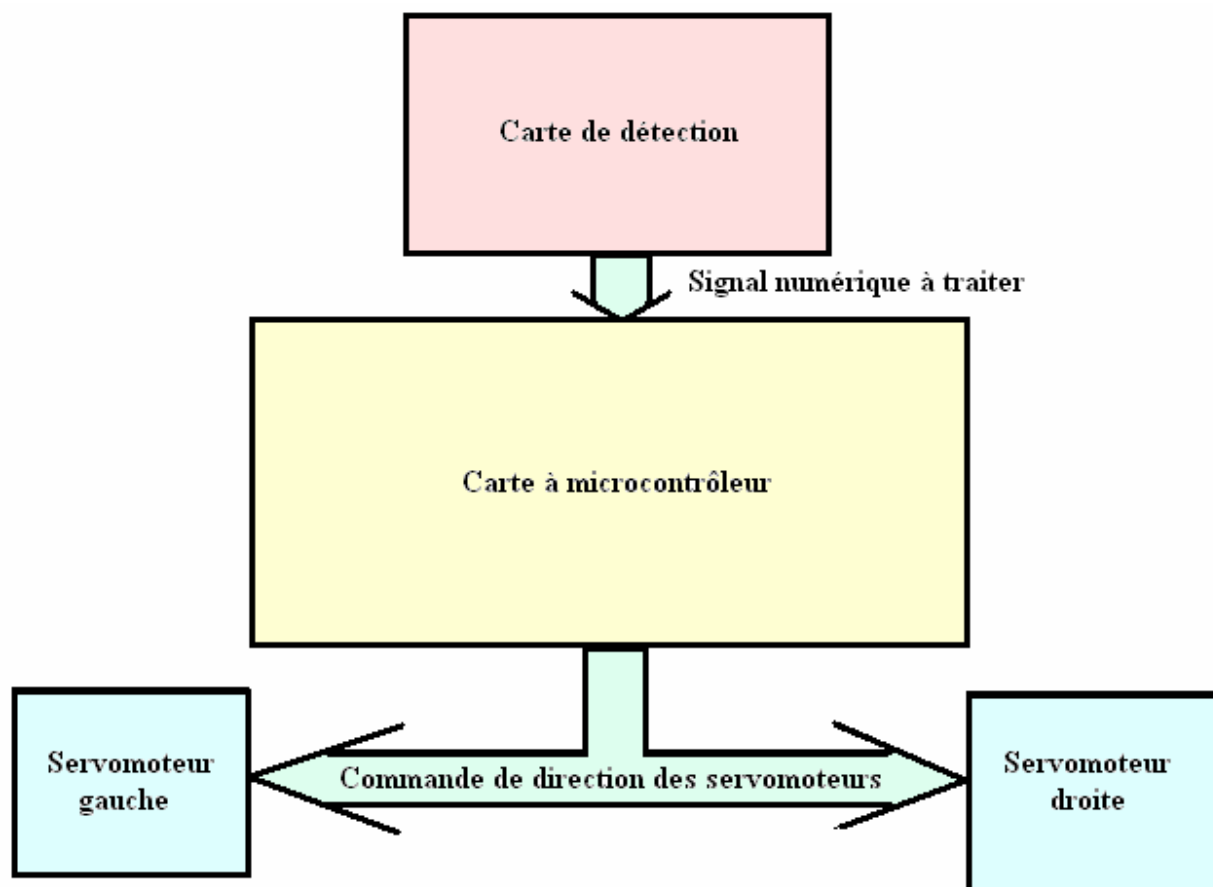 Carte de détection
Signal numérique à traiter
Carte à microcontrôleur
Servomoteur
gauche
Commande de direction des servomoteurs
Servomoteur
droite